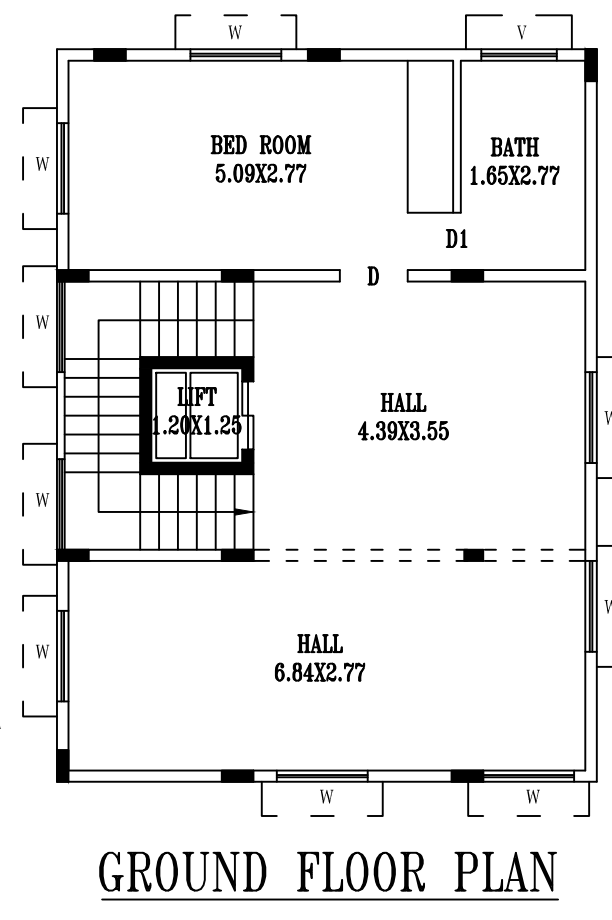 W
V
BED ROOM
5.09X2.77
BATH
1.65X2.77
W
D1
D
W
LIFT
1.20X1.25
HALL
4.39X3.55
W
W
W
HALL
6.84X2.77
W
W
W
W
GROUND FLOOR PLAN